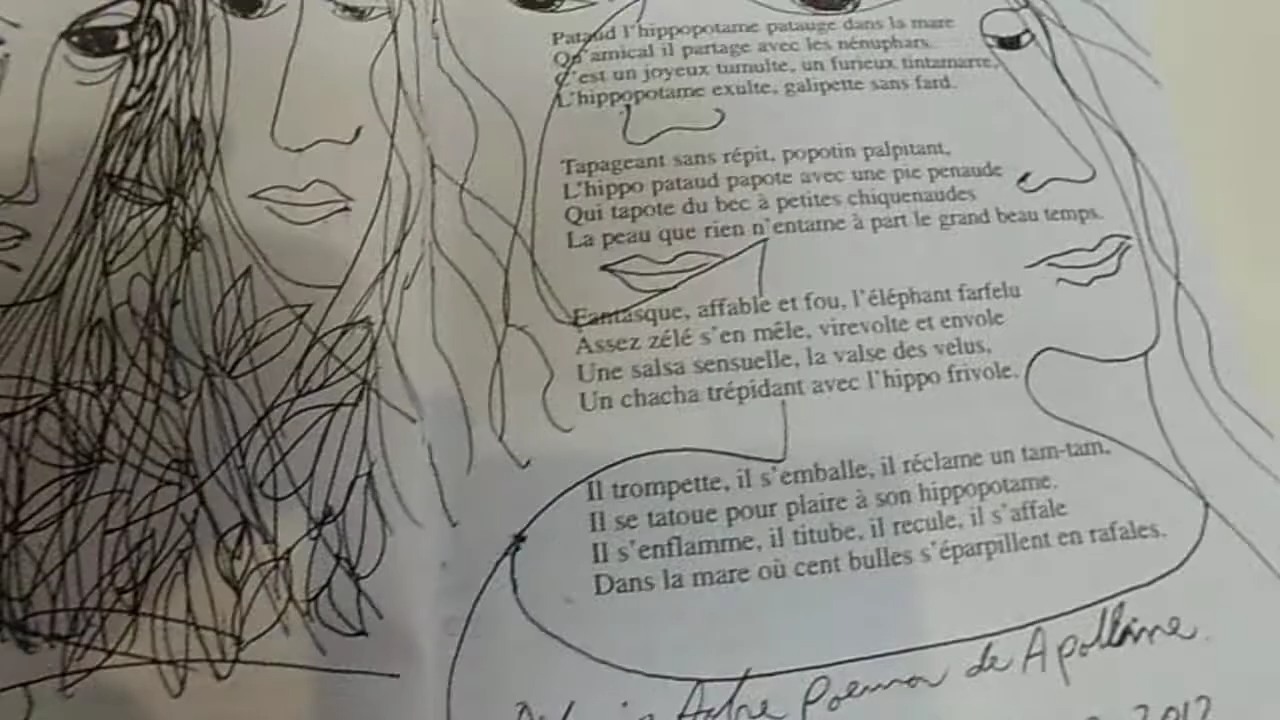 Pataud l'hippopotame patauge dans la mare
Qu'amical il partage avec les nénuphars.
C'est un joyeux tumulte, un furieux tintamarre,
L'hippopotame exulte, galipette sans fard.
Tapageant sans répit, popotin palpitant,
L'hippo pataud papote avec une pie penaude
Qui tapote du bec à petites chiquenaudes
La peau que rien n'entame à part le grand beau temps.
Fantasque, affable et fou, l'éléphant farfelu
Assez zélé s'en mêle, virevolte et envole
Une salsa sensuelle, la valse des velus,
Un chacha trépidant avec l'hippo frivole.
Il trompette, il s'emballe, il réclame un tam-tam,
Il se tatoue pour plaire à son hippopotame,
Il s'enflamme, il titube, il recule, il s'affale
Dans la mare où cent bulles s'éparpillent en rafales.
de Apolline
2012